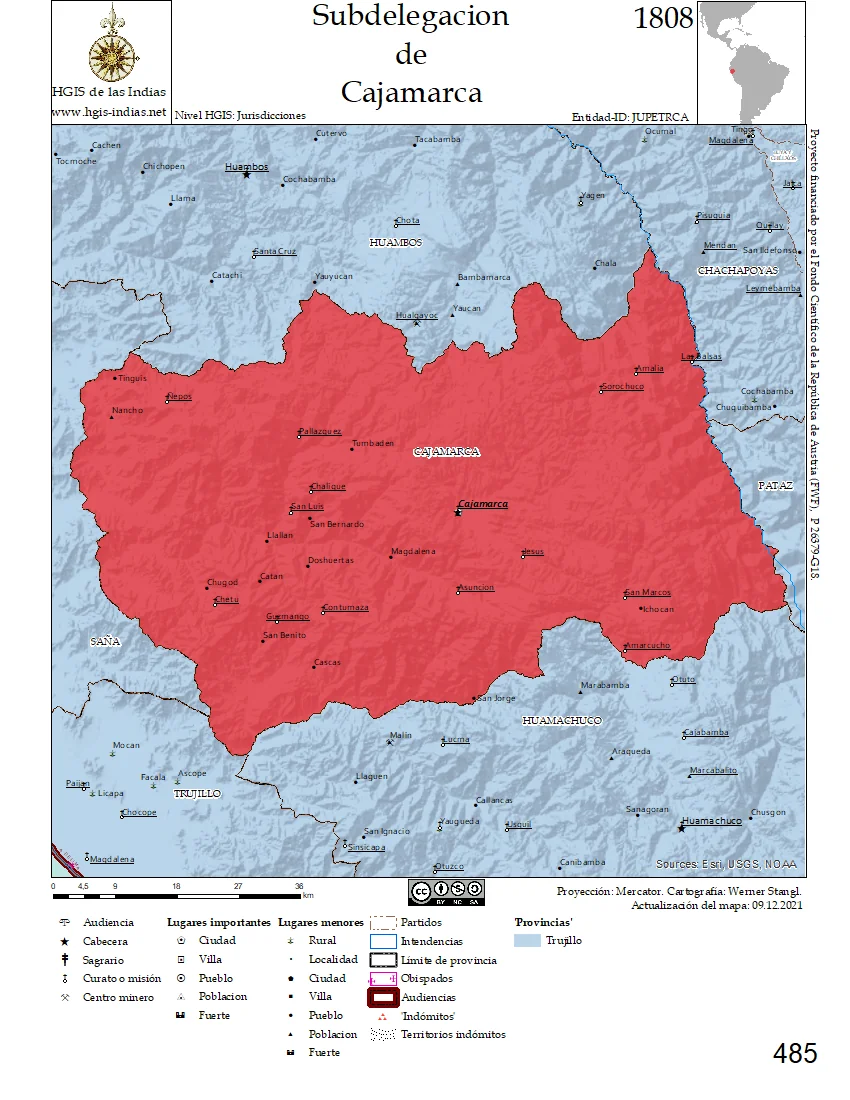 Subdelegacion
de
Cajamarca
1808
HGIS de las Indias
www.hgis-indias.net
Nivel HGIS: Jurisdicciones
Entidad-ID: JUPETRCA
Cutervo
Tacabamba
Ocumal
Magdalena
Cachen
Tocmoche
Chichopen
Huambos
Cochabamba
Llama
Yagen
Pisuquia
Chota
HUAMBOS
Mendan
San Ildefonso
Santa Cruz
Chala
CHACHAPOYAS
Catachi
Yauyucan
Bambamarca
Leymebamba
Yaucan
Huaigayoc
Las Balsas
Amalia
Tinguis
Sorochuco
Nepos
Cochabamba
Nancho
Chuquibamba
Pallazquez
Tumbaden
CAJAMARCA
PATAZ
Chalique
San Luis
Cajamarca
San Bernardo
Llallan
Magdalena
Jesus
Doshuertas
Catan
Chugod
Asuncion
San Marcos
Chetu
Contumaza
Ichocan
Guzmango
San Benito
SAÑA
Amarcucho
Cascas
Otuto
Marabamba
San Jorge
HUAMACHUCO
Malin
Lucma
Cajabamba
Mocan
Araqueda
Facala
Ascope
Llaguen
Marcabalito
Paijan
Licapa
TRUJILLO
Callancas
Chocope
Sanagoran
Chusgon
Yaugueda
Usquil
Huamachuco
San Ignacio
Sinsicapa
Magdalena
Otuzco
Canibamba
Sources: Esri, USGS, NOAA
Proyecto financiado por el Fondo Científico de la República de Austria (FWF), P 26379-G18.
0 4,5 9 18 27 36
km
CC BY NC SA
Proyección: Mercator. Cartografía: Werner Stangl.
Actualización del mapa: 09.12.2021
Audiencia
Cabecera
Sagrario
Curato o misión
Centro minero
Lugares importantes
Ciudad
Villa
Pueblo
Poblacion
Fuerte
Lugares menores
Rural
Localidad
Ciudad
Villa
Pueblo
Poblacion
Fuerte
Partidos
Intendencias
Límite de provincia
Obispados
Audiencias
'Indómitos'
Territorios indómitos
'Provincias'
Trujillo
485